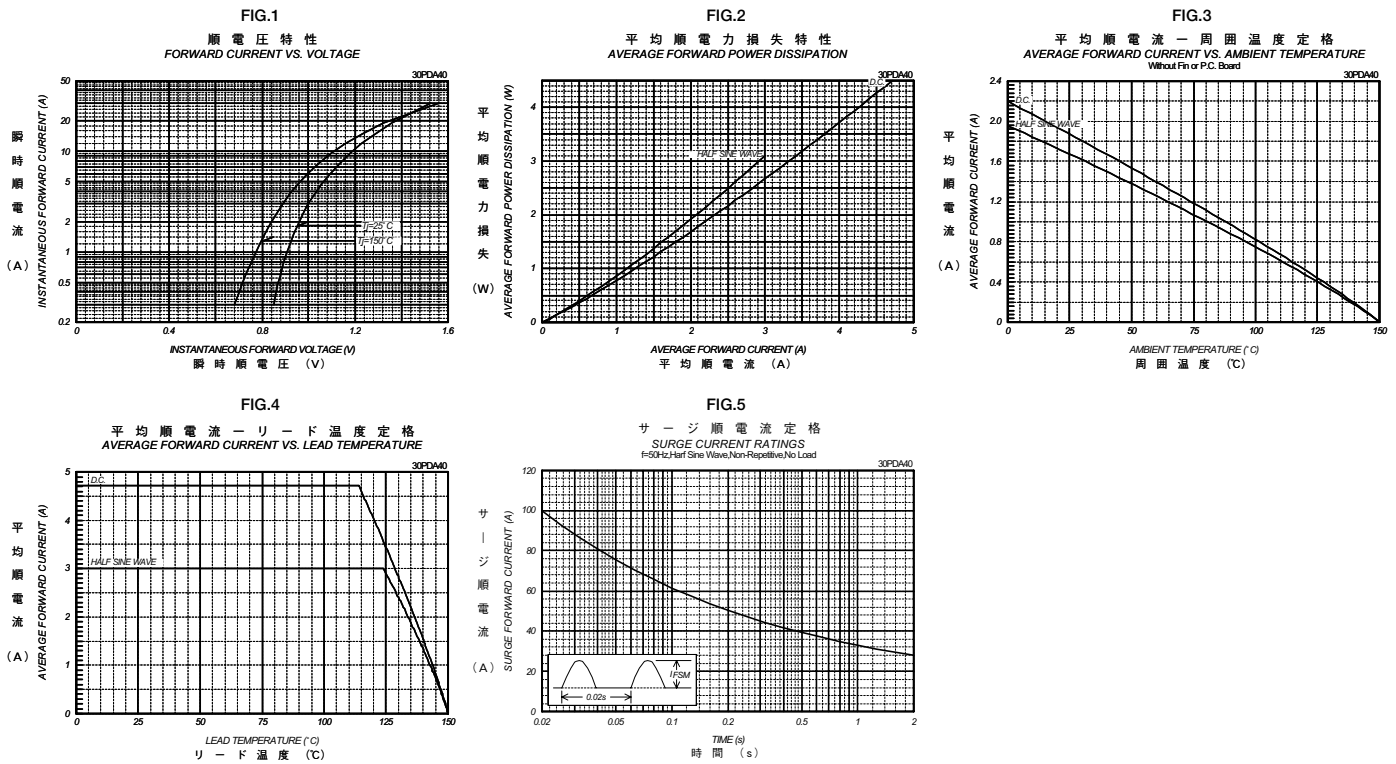 FIG.1
順電圧特性
FORWARD CURRENT VS. VOLTAGE
30PDA40
50
20
10
5
2
1
0.5
0.2
瞬時順電流
(A)
INSTANTANEOUS FORWARD CURRENT (A)
Tj=25°C
Tj=150°C
0
0.4
0.8
1.2
1.6
INSTANTANEOUS FORWARD VOLTAGE (V)
瞬時順電圧 (V)
FIG.2
平均順電力損失特性
AVERAGE FORWARD POWER DISSIPATION
30PDA40
D.C.
HALF SINE WAVE
4
3
2
1
0
平均順電力損失
(W)
AVERAGE FORWARD POWER DISSIPATION (W)
0
1
2
3
4
5
AVERAGE FORWARD CURRENT (A)
平均順電流 (A)
FIG.3
平均順電流ー周囲温度定格
AVERAGE FORWARD CURRENT VS. AMBIENT TEMPERATURE
Without Fin or P.C. Board
30PDA40
D.C.
HALF SINE WAVE
2.4
2.0
1.6
1.2
0.8
0.4
0
平均順電流
(A)
AVERAGE FORWARD CURRENT (A)
0
25
50
75
100
125
150
AMBIENT TEMPERATURE (°C)
周囲温度 (℃)
FIG.4
平均順電流ーリード温度定格
AVERAGE FORWARD CURRENT VS. LEAD TEMPERATURE
30PDA40
D.C.
HALF SINE WAVE
5
4
3
2
1
0
平均順電流
(A)
AVERAGE FORWARD CURRENT (A)
0
25
50
75
100
125
150
LEAD TEMPERATURE (°C)
リード温度 (℃)
FIG.5
サージ順電流定格
SURGE CURRENT RATINGS
f=50Hz,Harf Sine Wave,Non-Repetitive,No Load
30PDA40
120
100
80
60
40
20
0
サージ順電流
(A)
SURGE FORWARD CURRENT (A)
IFSM
0.02s
0.02
0.05
0.1
0.2
0.5
1
2
TIME (s)
時間 (s)